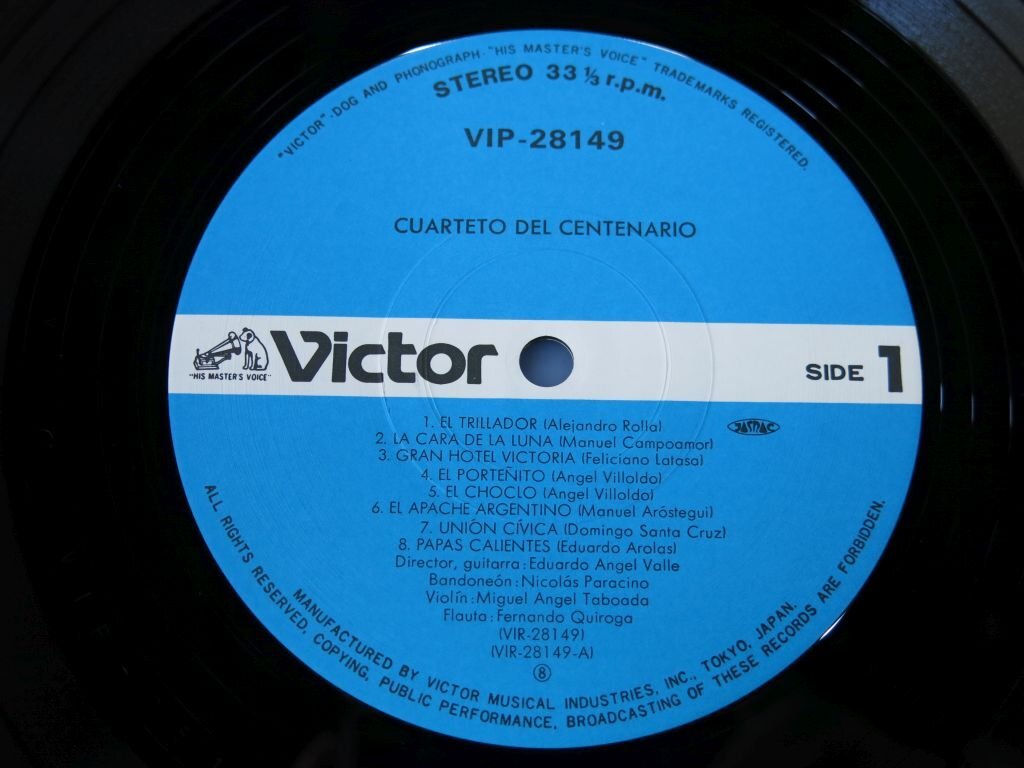 "VICTOR"·DOG AND PHONOGRAPH·"HIS MASTER'S VOICE" TRADEMARKS REGISTERED.
STEREO 33 ⅓ r.p.m.
VIP-28149
CUARTETO DEL CENTENARIO
"HIS MASTER'S VOICE"
Victor
SIDE 1
1. EL TRILLADOR (Alejandro Rolla)
JASRAC
2. LA CARA DE LA LUNA (Manuel Campoamor)
3. GRAN HOTEL VICTORIA (Feliciano Latasa)
4. EL PORTEÑITO (Angel Villoldo)
5. EL CHOCLO (Angel Villoldo)
6. EL APACHE ARGENTINO (Manuel Aróstegui)
7. UNIÓN CÍVICA (Domingo Santa Cruz)
8. PAPAS CALIENTES (Eduardo Arolas)
Director, guitarra: Eduardo Angel Valle
Bandoneón: Nicolás Paracino
Violín: Miguel Angel Taboada
Flauta: Fernando Quiroga
(VIR-28149)
(VIR-28149-A)
⑧
MANUFACTURED BY VICTOR MUSICAL INDUSTRIES, INC., TOKYO, JAPAN.
ALL RIGHTS RESERVED, COPYING, PUBLIC PERFORMANCE, BROADCASTING OF THESE RECORDS ARE FORBIDDEN.